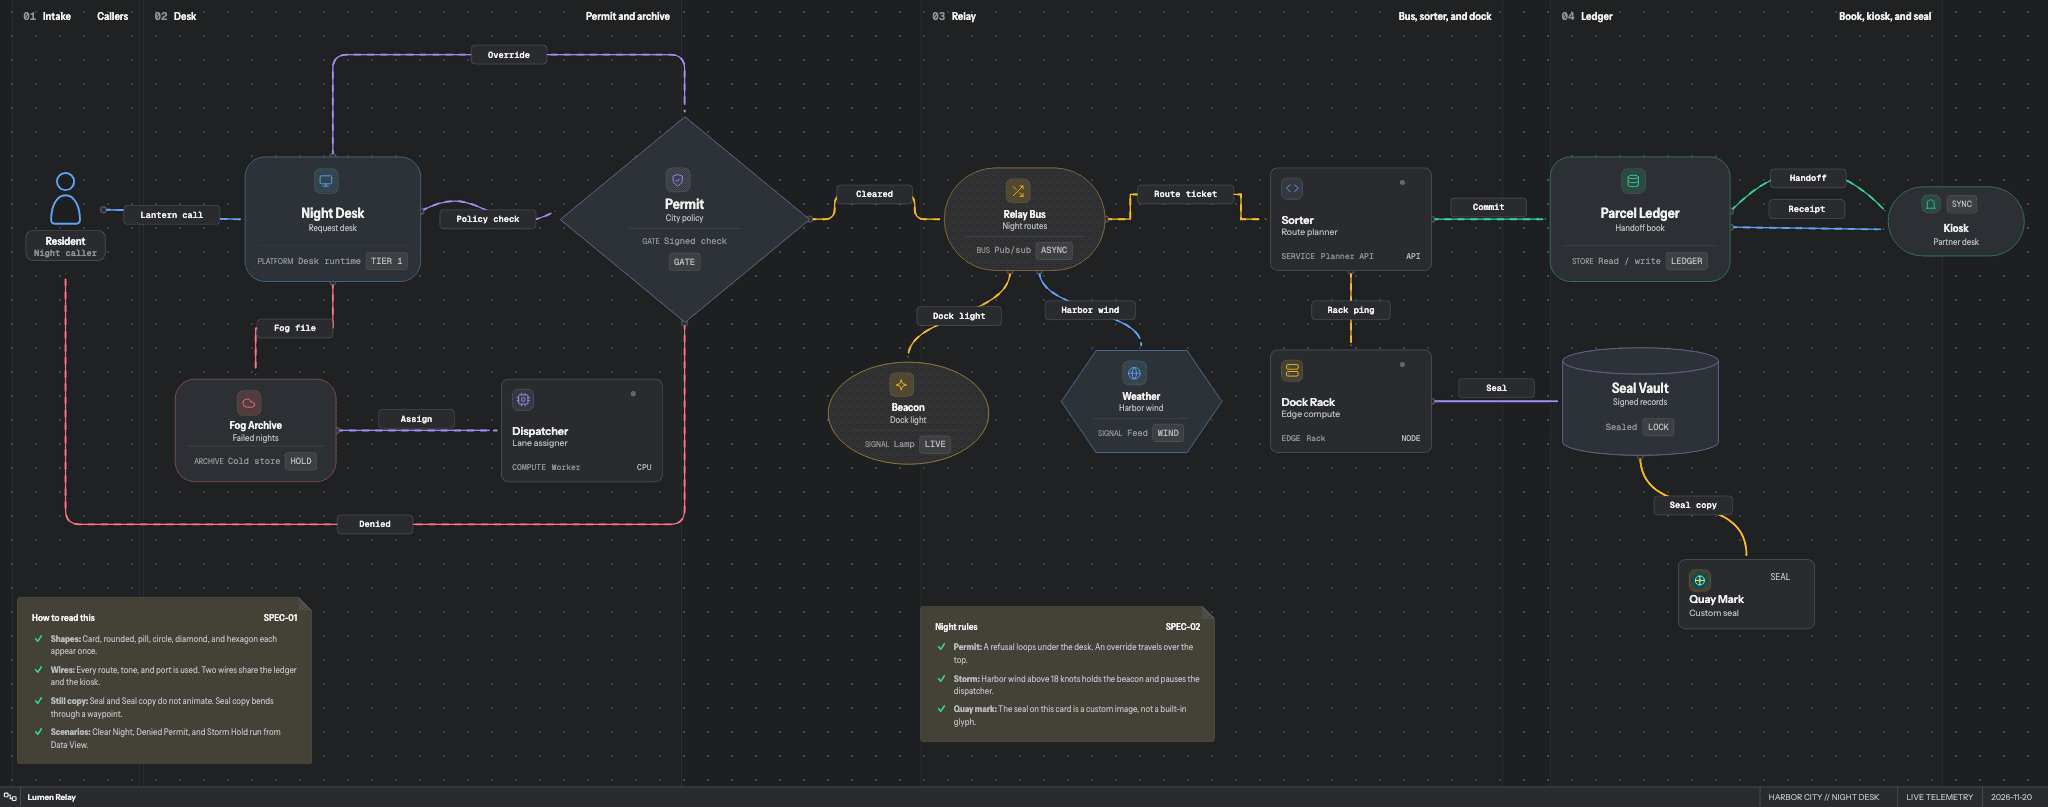 01 Intake
Callers
02 Desk
Permit and archive
03 Relay
Bus, sorter, and dock
04 Ledger
Book, kiosk, and seal
Override
Resident
Night caller
Lantern call
Night Desk
Request desk
PLATFORM Desk runtime TIER 1
Policy check
Permit
City policy
GATE Signed check
GATE
Cleared
Relay Bus
Night routes
BUS Pub/sub ASYNC
Route ticket
Sorter
Route planner
SERVICE Planner API API
Commit
Parcel Ledger
Handoff book
STORE Read / write LEDGER
Handoff
Receipt
SYNC
Kiosk
Partner desk
Fog file
Dock light
Harbor wind
Rack ping
Fog Archive
Failed nights
ARCHIVE Cold store HOLD
Assign
Dispatcher
Lane assigner
COMPUTE Worker CPU
Beacon
Dock light
SIGNAL Lamp LIVE
Weather
Harbor wind
SIGNAL Feed WIND
Dock Rack
Edge compute
EDGE Rack NODE
Seal
Seal Vault
Signed records
Sealed LOCK
Denied
Seal copy
SEAL
Quay Mark
Custom seal
How to read this SPEC-01
Shapes: Card, rounded, pill, circle, diamond, and hexagon each
appear once.
Wires: Every route, tone, and port is used. Two wires share the ledger
and the kiosk.
Still copy: Seal and Seal copy do not animate. Seal copy bends
through a waypoint.
Scenarios: Clear Night, Denied Permit, and Storm Hold run from
Data View.
Night rules SPEC-02
Permit: A refusal loops under the desk. An override travels over the
top.
Storm: Harbor wind above 18 knots holds the beacon and pauses the
dispatcher.
Quay mark: The seal on this card is a custom image, not a built-in
glyph.
Lumen Relay
HARBOR CITY // NIGHT DESK
LIVE TELEMETRY
2026-11-20